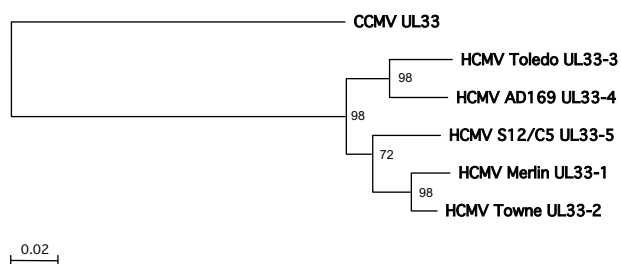 CCMV UL33
HCMV Toledo UL33-3
98
HCMV AD169 UL33-4
98
HCMV S12/C5 UL33-5
72
HCMV Merlin UL33-1
98
HCMV Towne UL33-2
0.02